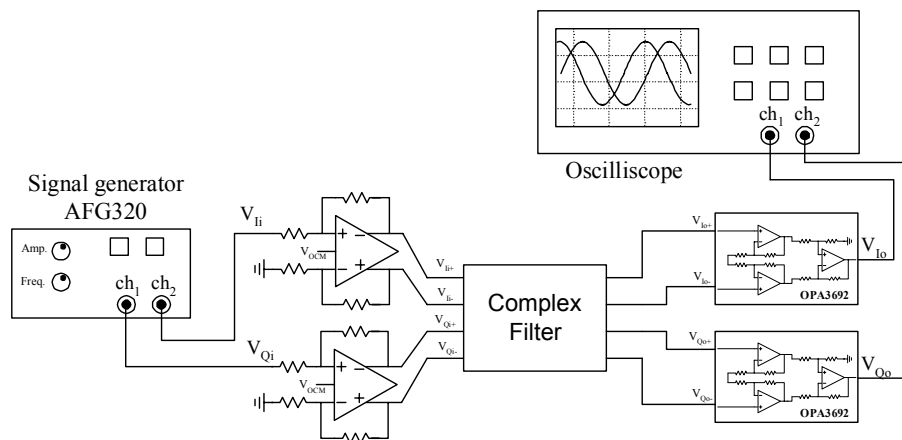 ch1
ch2
Oscilliscope
Signal generator
AFG320
Amp.
Freq.
ch1
ch2
VIi
VQi
VOCM
VOCM
VIi+
VIi-
VQi+
VQi-
Complex
Filter
VIo+
VIo-
VQo+
VQo-
OPA3692
OPA3692
VIo
VQo